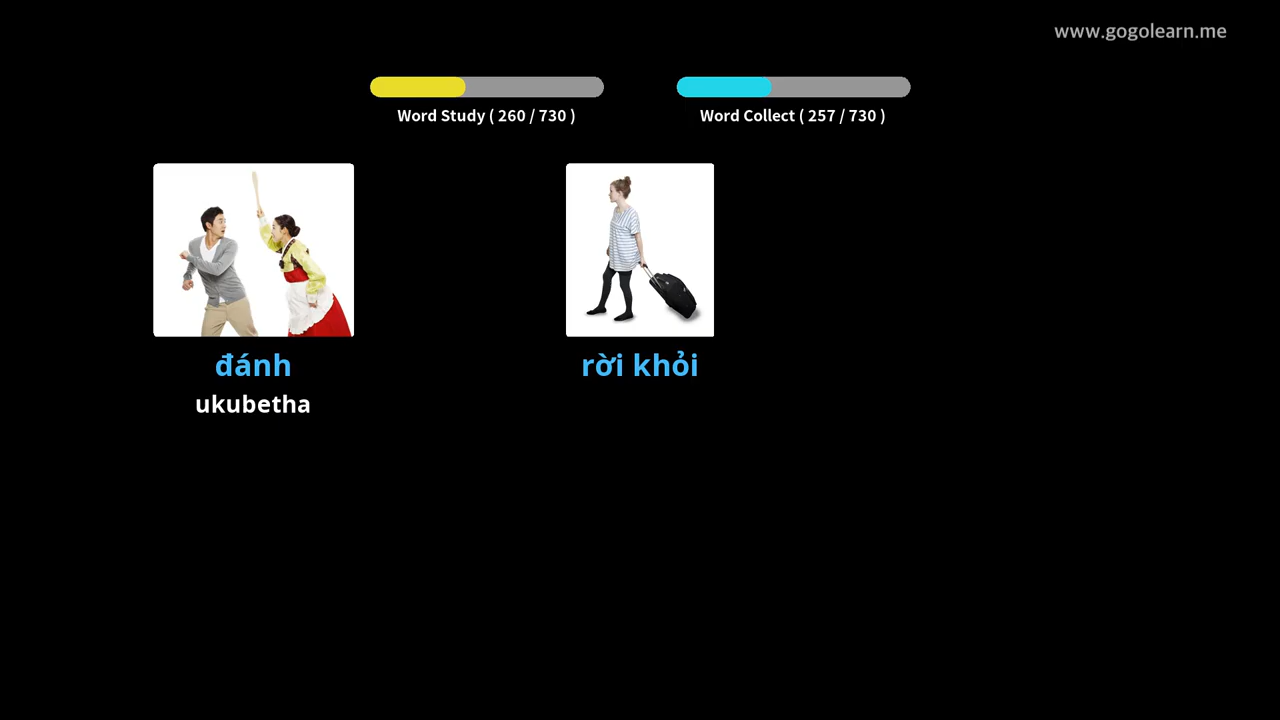 www.gogolearn.me
Word Study ( 260 / 730 )
Word Collect ( 257 / 730 )
đánh
ukubetha
rời khỏi